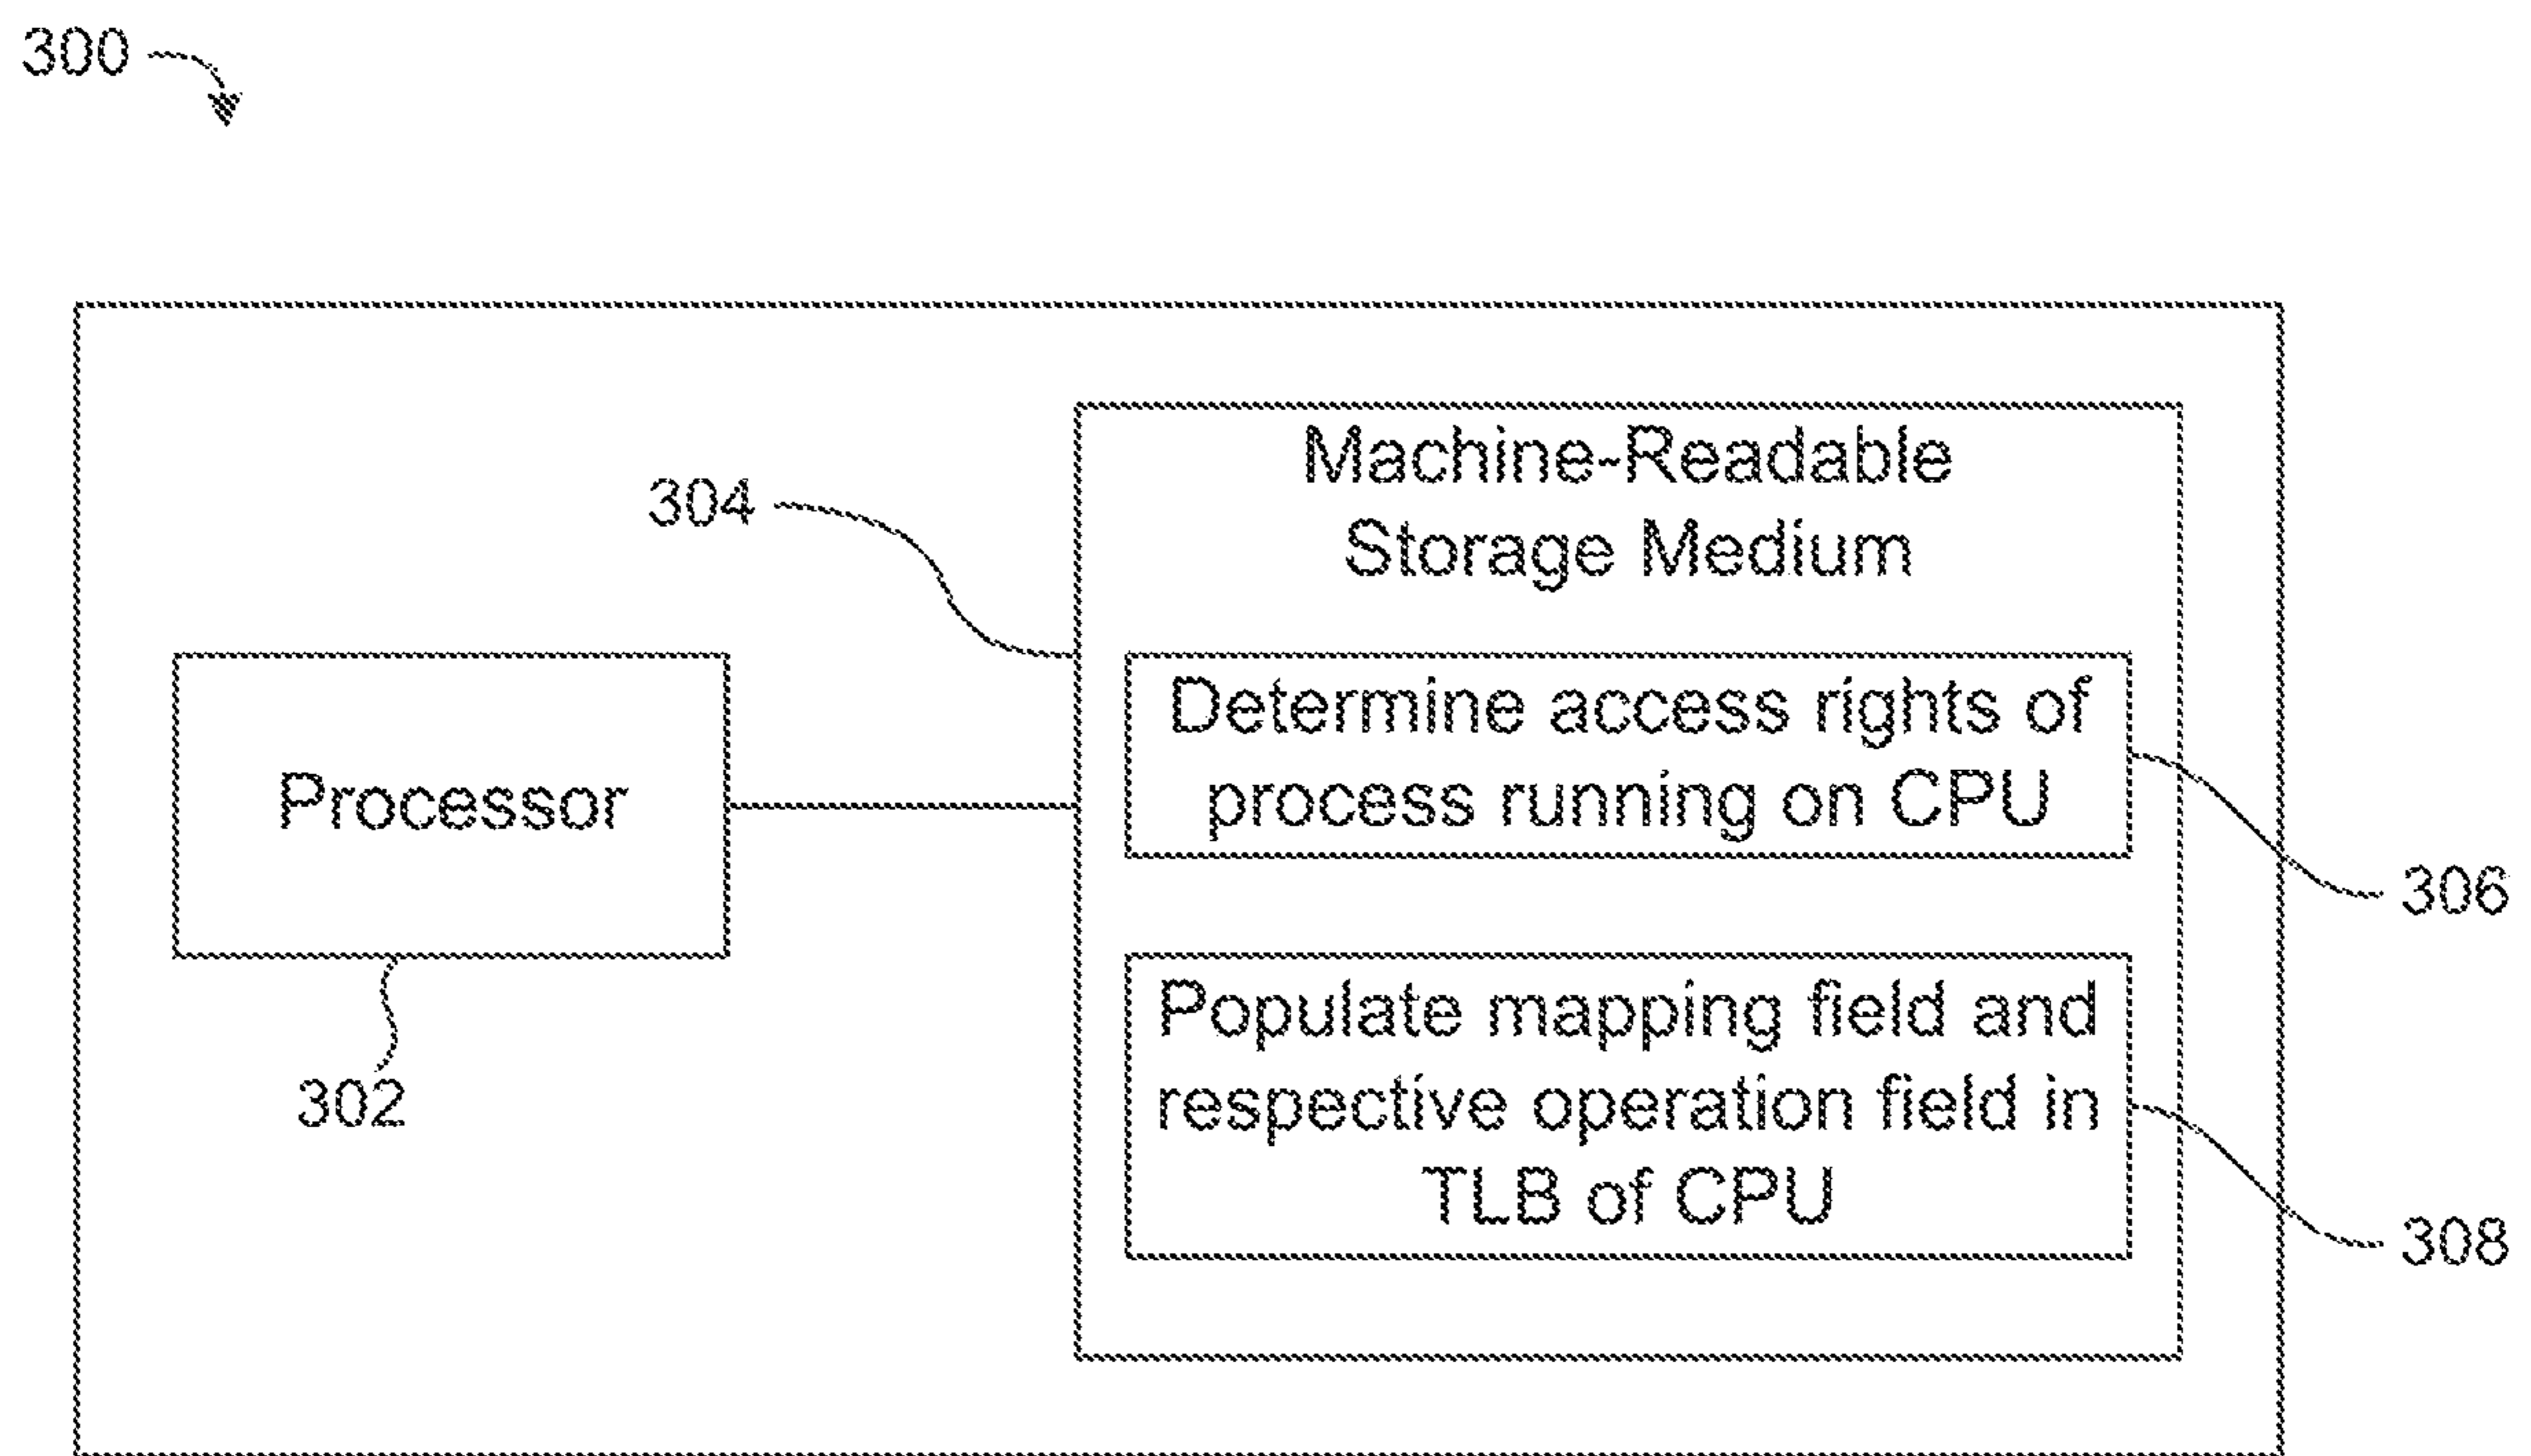 300
304
Machine-Readable
Storage Medium
Processor
302
Determine access rights of
process running on CPU
306
Populate mapping field and
respective operation field in
TLB of CPU
308